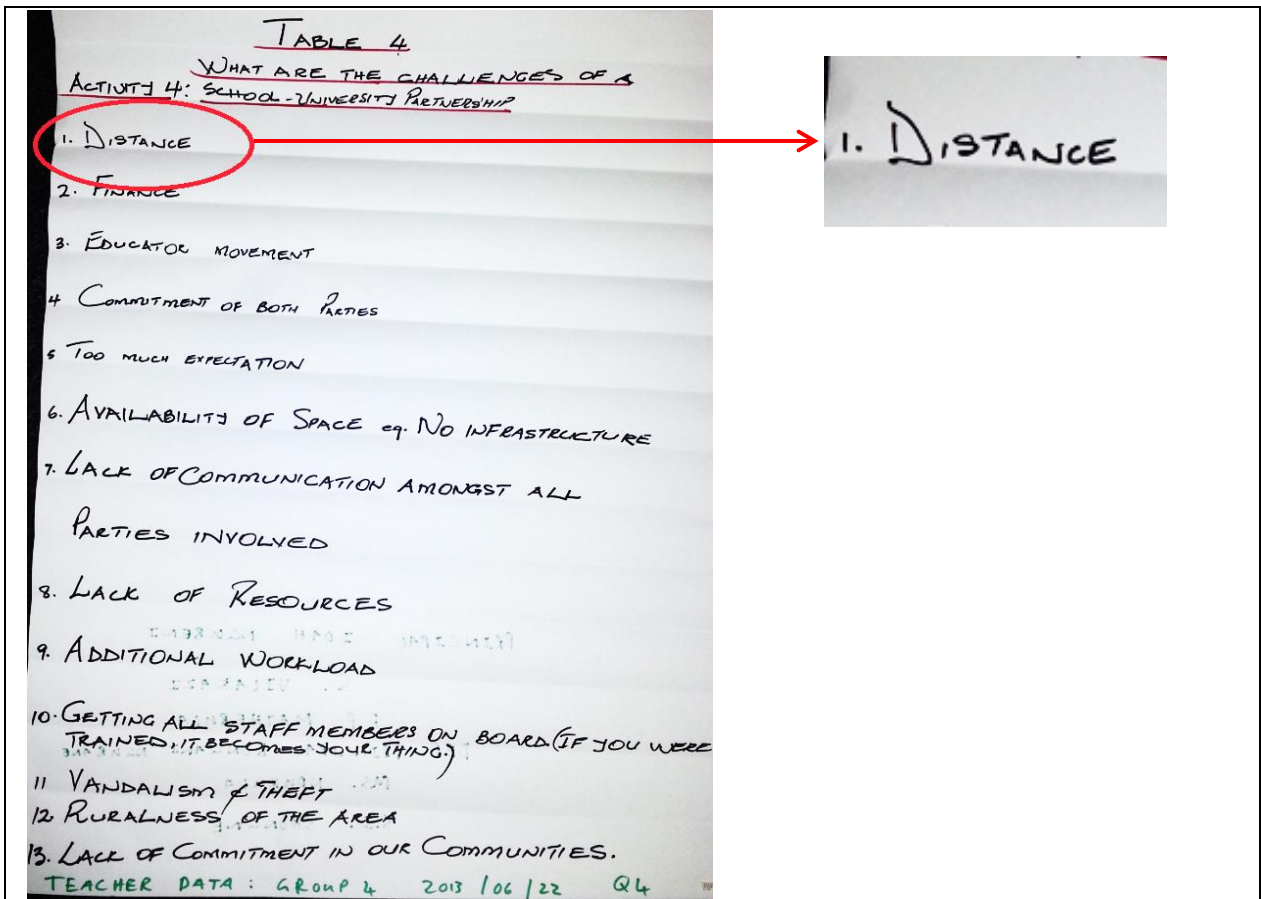 TABLE 4
WHAT ARE THE CHALLENGES OF A
ACTIVITY 4: SCHOOL-UNIVERSITY PARTNERSHIP
1. DISTANCE
2. FINANCE
3. EDUCATOR MOVEMENT
4 COMMITMENT OF BOTH PARTIES
5 TOO MUCH EXPECTATION
6. AVAILABILITY OF SPACE eg. NO INFRASTRUCTURE
7. LACK OF COMMUNICATION AMONGST ALL
PARTIES INVOLVED
8. LACK OF RESOURCES
9. ADDITIONAL WORKLOAD
10. GETTING ALL STAFF MEMBERS ON BOARD (IF YOU WERE
TRAINED, IT BECOMES YOUR THING.)
11 VANDALISM & THEFT
12 RURALNESS OF THE AREA
13. LACK OF COMMITMENT IN OUR COMMUNITIES.
TEACHER DATA : GROUP 4 2013/06/22 Q4
1. DISTANCE